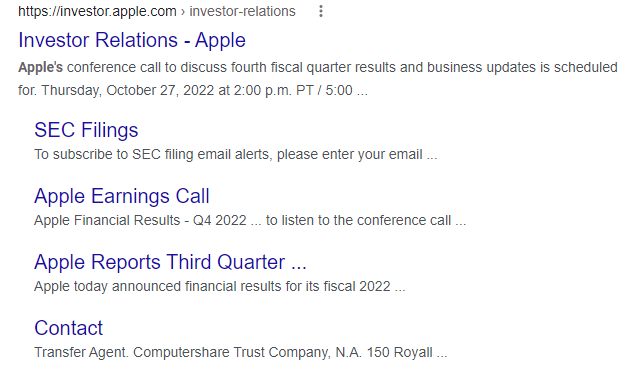 https://investor.apple.com › investor-relations
Investor Relations - Apple
Apple's conference call to discuss fourth fiscal quarter results and business updates is scheduled
for. Thursday, October 27, 2022 at 2:00 p.m. PT / 5:00 ...
SEC Filings
To subscribe to SEC filing email alerts, please enter your email ...
Apple Earnings Call
Apple Financial Results - Q4 2022 ... to listen to the conference call ...
Apple Reports Third Quarter ...
Apple today announced financial results for its fiscal 2022 ...
Contact
Transfer Agent. Computershare Trust Company, N.A. 150 Royall ...